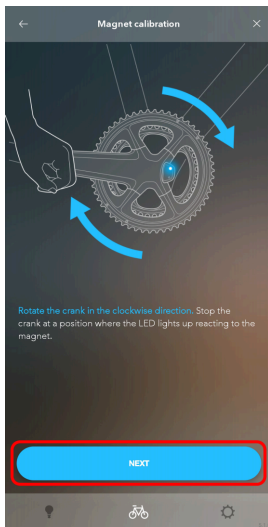 Magnet calibration
Rotate the crank in the clockwise direction. Stop the
crank at a position where the LED lights up reacting to the
magnet.
NEXT